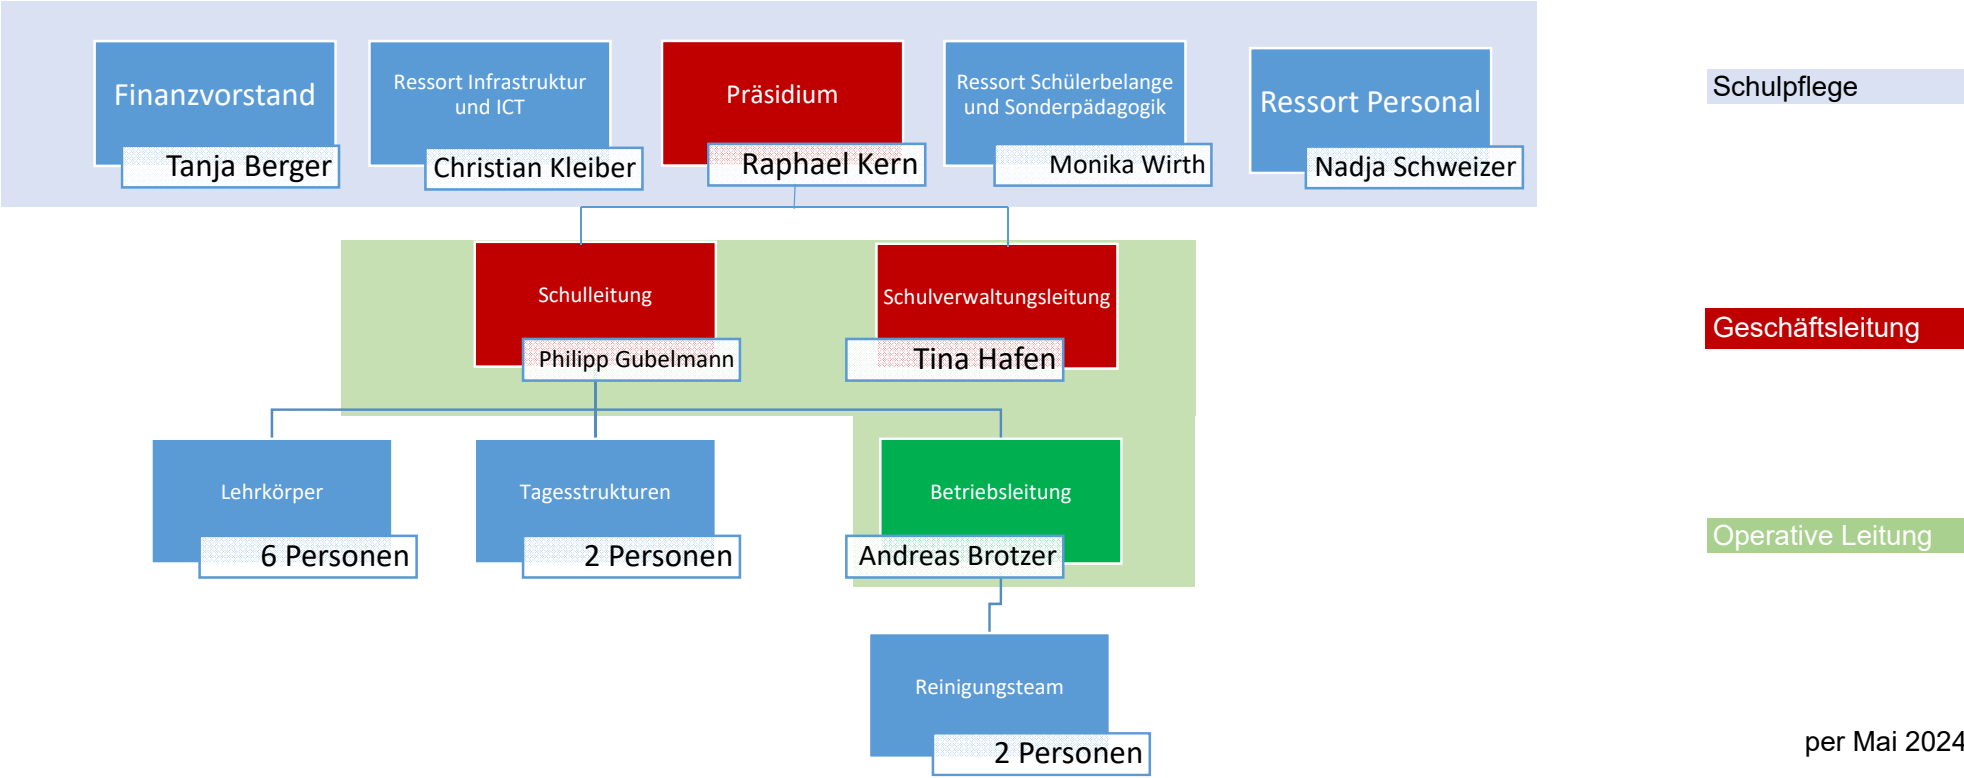 Finanzvorstand
Tanja Berger
Ressort Infrastruktur
und ICT
Christian Kleiber
Präsidium
Raphael Kern
Ressort Schülerbelange
und Sonderpädagogik
Monika Wirth
Ressort Personal
Nadja Schweizer
Schulpflege
Schulleitung
Philipp Gubelmann
Schulverwaltungsleitung
Tina Hafen
Geschäftsleitung
Lehrkörper
6 Personen
Tagesstrukturen
2 Personen
Betriebsleitung
Andreas Brotzer
Operative Leitung
Reinigungsteam
2 Personen
per Mai 2024